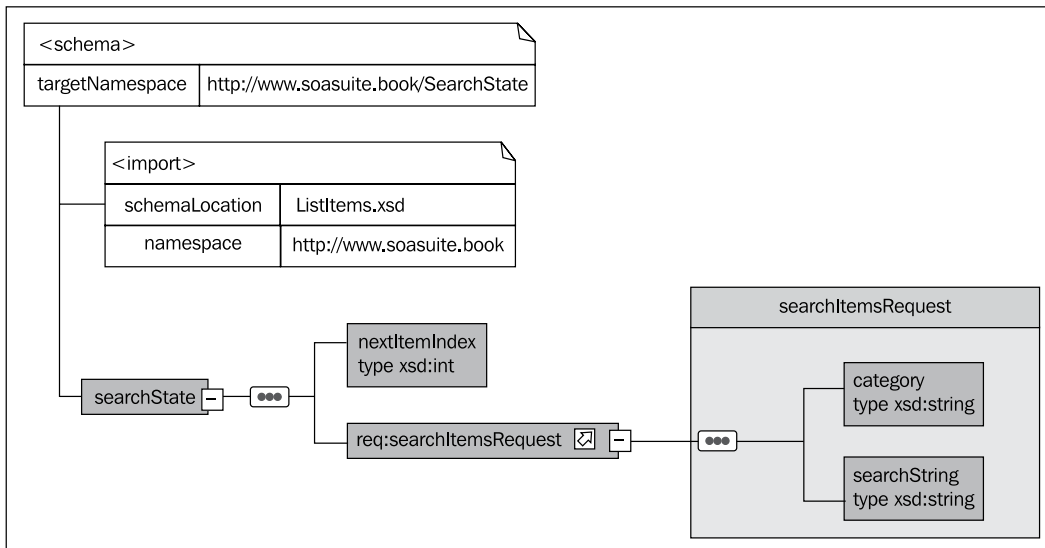 <schema>
targetNamespace http://www.soasuite.book/SearchState
<import>
schemaLocation ListItems.xsd
namespace http://www.soasuite.book
searchItemsRequest
nextItemIndex
type xsd:int
category
type xsd:string
searchState
req:searchItemsRequest
searchString
type xsd:string